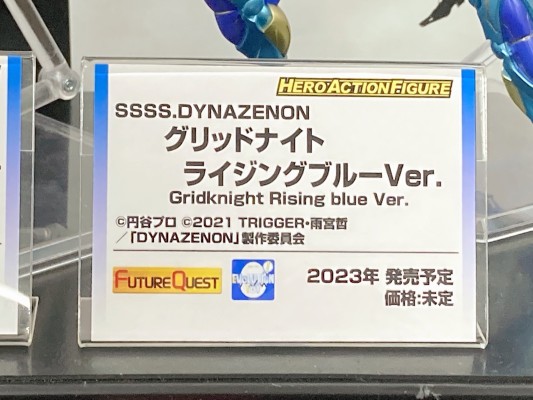 HERO ACTION FIGURE
SSSS.DYNAZENON
グリッドナイト
ライジングブルーVer.
Gridknight Rising blue Ver.
©円谷プロ ©2021 TRIGGER・雨宮哲
／「DYNAZENON」製作委員会
FUTURE QUEST
EVOLUTION
2023年 発売予定
価格:未定